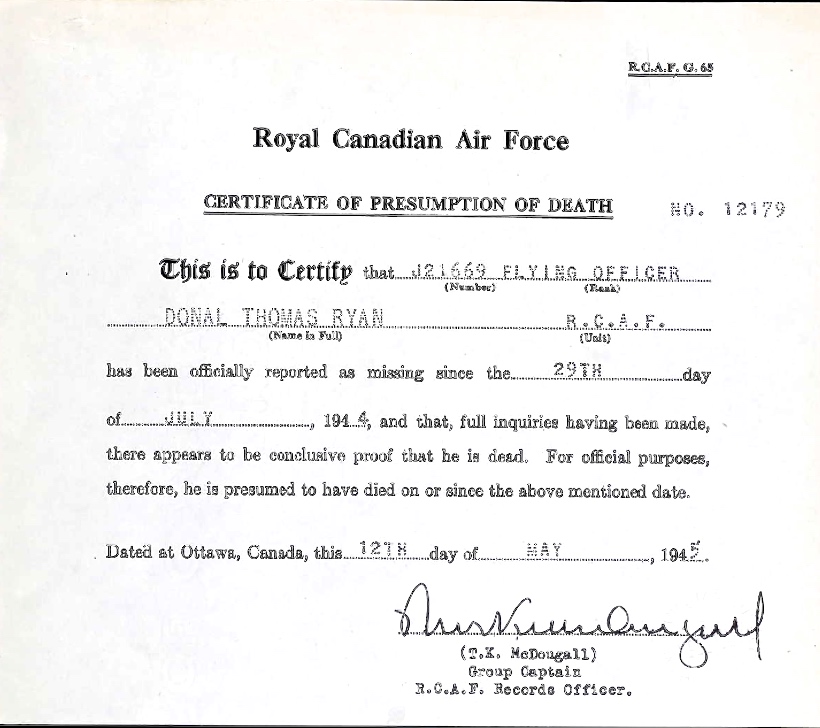 R.C.A.F. G. 65
Royal Canadian Air Force
CERTIFICATE OF PRESUMPTION OF DEATH NO. 12179
This is to Certify that J21669 FLYING OFFICER
(Number) (Rank)
DONAL THOMAS RYAN R.C.A.F.
(Name in Full) (Unit)
has been officially reported as missing since the 29TH day
of JULY, 1944, and that, full inquiries having been made,
there appears to be conclusive proof that he is dead. For official purposes,
therefore, he is presumed to have died on or since the above mentioned date.
Dated at Ottawa, Canada, this 12TH day of MAY, 1945.
(T.K. McDougall)
Group Captain
R.C.A.F. Records Officer.